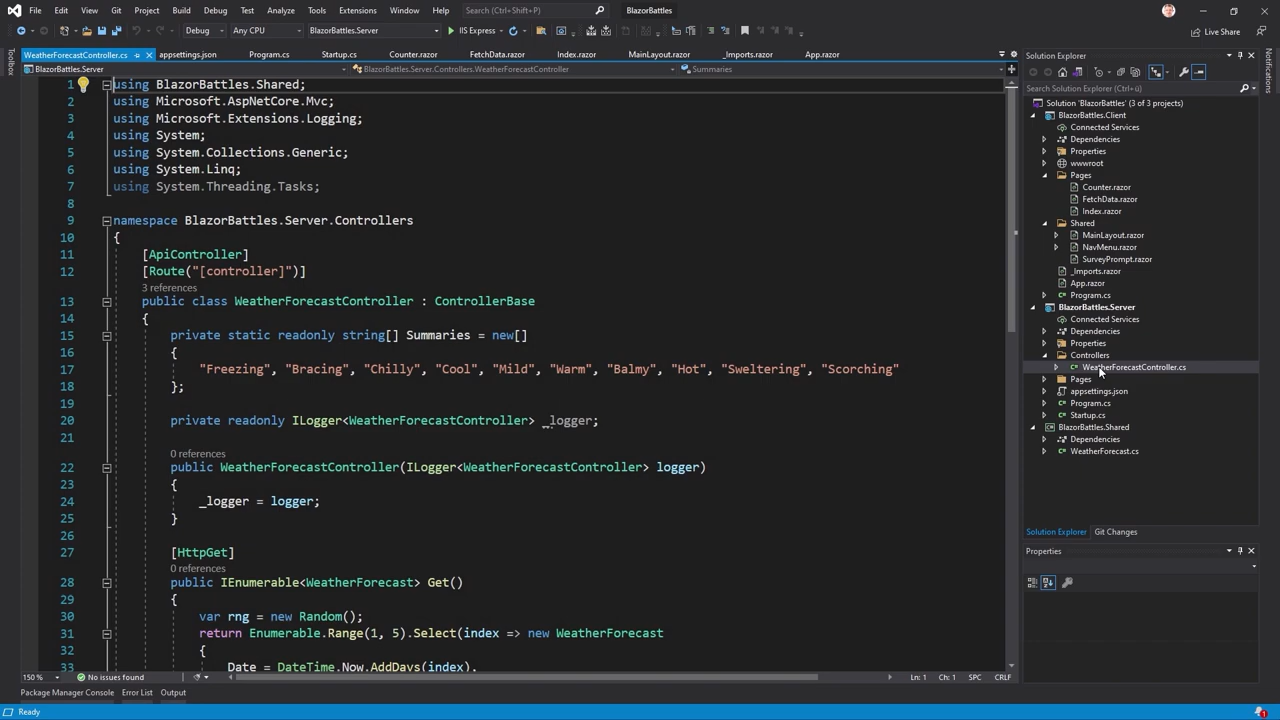 File Edit View Git Project Build Debug Test Analyze Tools Extensions Window Help Search (Ctrl+Shift+P) BlazorBattles
Debug Any CPU BlazorBattles.Server IIS Express Live Share
Toolbox
WeatherForecastController.cs appsettings.json Program.cs Startup.cs Counter.razor FetchData.razor Index.razor MainLayout.razor _Imports.razor App.razor
BlazorBattles.Server BlazorBattles.Server.Controllers.WeatherForecastController Summaries
1 using BlazorBattles.Shared;
2 using Microsoft.AspNetCore.Mvc;
3 using Microsoft.Extensions.Logging;
4 using System;
5 using System.Collections.Generic;
6 using System.Linq;
7 using System.Threading.Tasks;
8
9 namespace BlazorBattles.Server.Controllers
10 {
11 [ApiController]
12 [Route("[controller]")]
3 references
13 public class WeatherForecastController : ControllerBase
14 {
15 private static readonly string[] Summaries = new[]
16 {
17 "Freezing", "Bracing", "Chilly", "Cool", "Mild", "Warm", "Balmy", "Hot", "Sweltering", "Scorching"
18 };
19
20 private readonly ILogger<WeatherForecastController> _logger;
21
0 references
22 public WeatherForecastController(ILogger<WeatherForecastController> logger)
23 {
24 _logger = logger;
25 }
26
27 [HttpGet]
0 references
28 public IEnumerable<WeatherForecast> Get()
29 {
30 var rng = new Random();
31 return Enumerable.Range(1, 5).Select(index => new WeatherForecast
32 {
33 Date = DateTime.Now.AddDays(index),
150 % No issues found Ln: 1 Ch: 1 SPC CRLF
Package Manager Console Error List Output
Ready
Solution Explorer
Search Solution Explorer (Ctrl+ü)
Solution 'BlazorBattles' (3 of 3 projects)
BlazorBattles.Client
Connected Services
Dependencies
Properties
wwwroot
Pages
Counter.razor
FetchData.razor
Index.razor
Shared
MainLayout.razor
NavMenu.razor
SurveyPrompt.razor
_Imports.razor
App.razor
Program.cs
BlazorBattles.Server
Connected Services
Dependencies
Properties
Controllers
WeatherForecastController.cs
Pages
appsettings.json
Program.cs
Startup.cs
BlazorBattles.Shared
Dependencies
WeatherForecast.cs
Solution Explorer Git Changes
Properties
Notifications
1